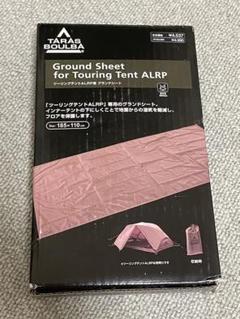 TARAS
BOULBA
Ground Sheet
for Touring Tent ALRP
ツーリングテントALRP用 グランドシート
「ツーリングテントALRP」専用のグランドシート。
インナーテントの下にしくことで地面からの湿気を軽減し、
フロアを保護します。
185×110